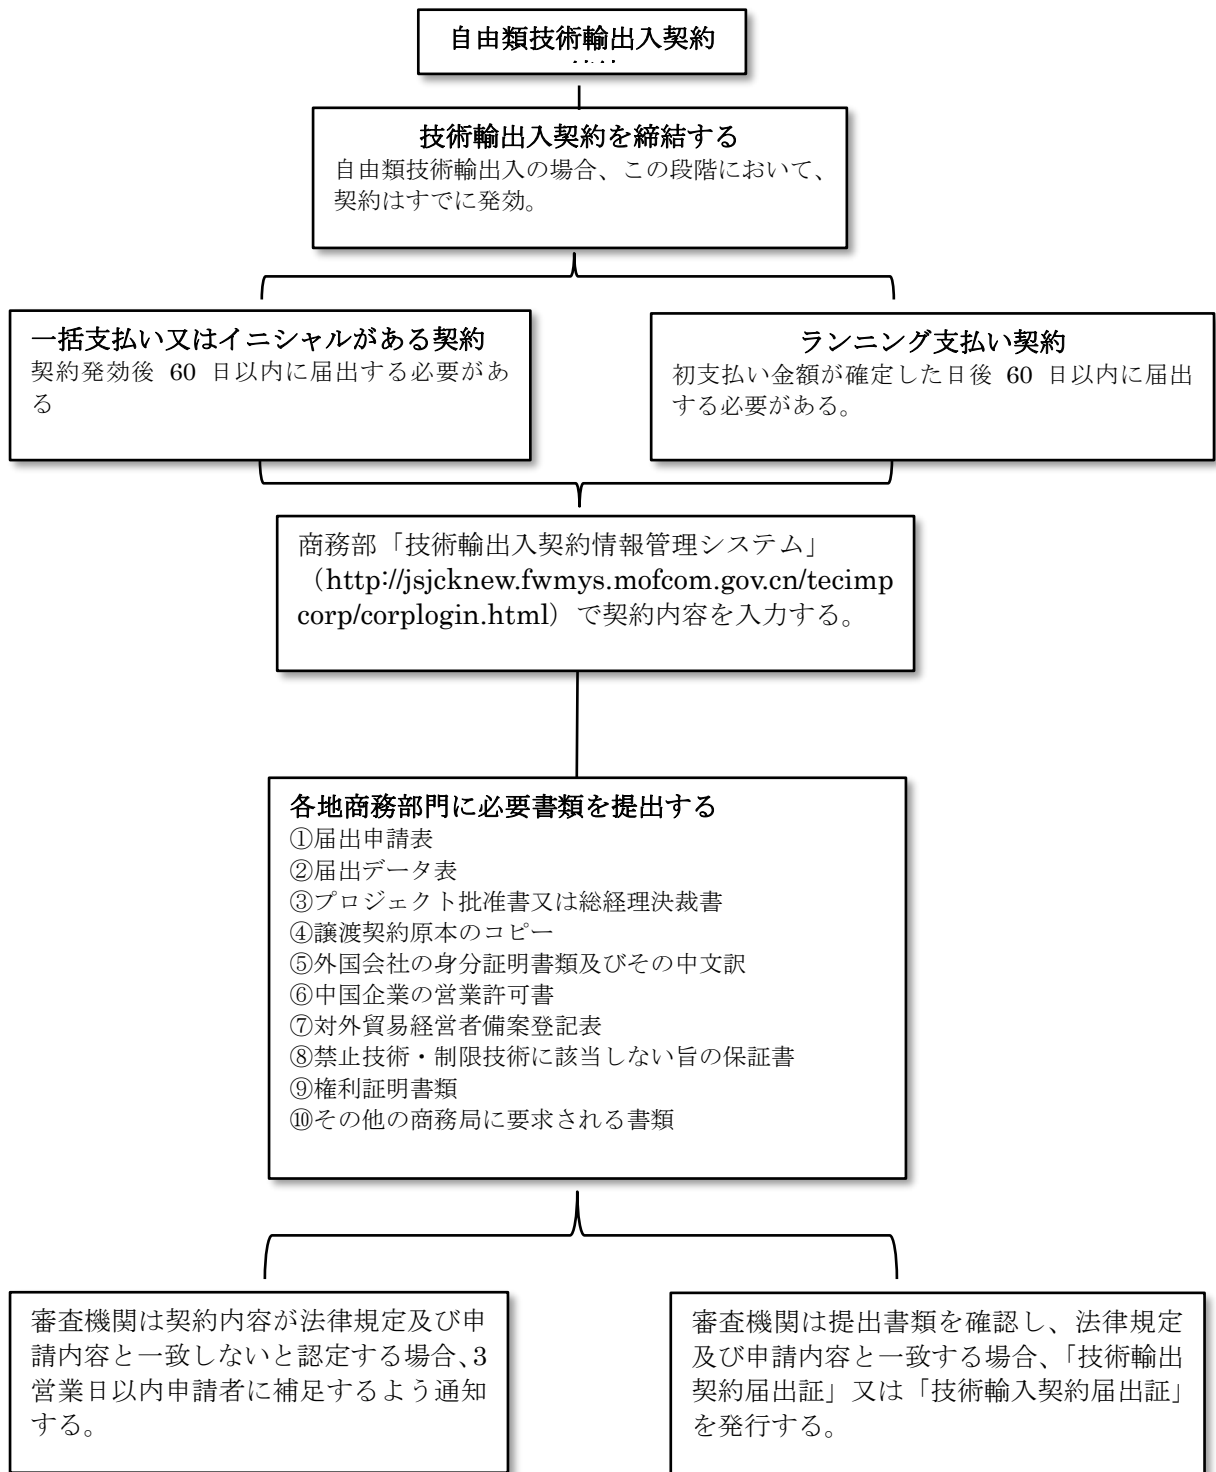 自由類技術輸出入契約
技術輸出入契約を締結する
自由類技術輸出入の場合、この段階において、
契約はすでに発効。
一括支払い又はイニシャルがある契約
契約発効後 60 日以内に届出する必要があ
る
ランニング支払い契約
初支払い金額が確定した日後 60 日以内に届出
する必要がある。
商務部「技術輸出入契約情報管理システム」
（http://jsjcknew.fwmys.mofcom.gov.cn/tecimp
corp/corplogin.html）で契約内容を入力する。
各地商務部門に必要書類を提出する
①届出申請表
②届出データ表
③プロジェクト批准書又は総経理決裁書
④譲渡契約原本のコピー
⑤外国会社の身分証明書類及びその中文訳
⑥中国企業の営業許可書
⑦対外貿易経営者備案登記表
⑧禁止技術・制限技術に該当しない旨の保証書
⑨権利証明書類
⑩その他の商務局に要求される書類
審査機関は契約内容が法律規定及び申
請内容と一致しないと認定する場合、3
営業日以内申請者に補足するよう通知
する。
審査機関は提出書類を確認し、法律規定
及び申請内容と一致する場合、「技術輸出
契約届出証」又は「技術輸入契約届出証」
を発行する。